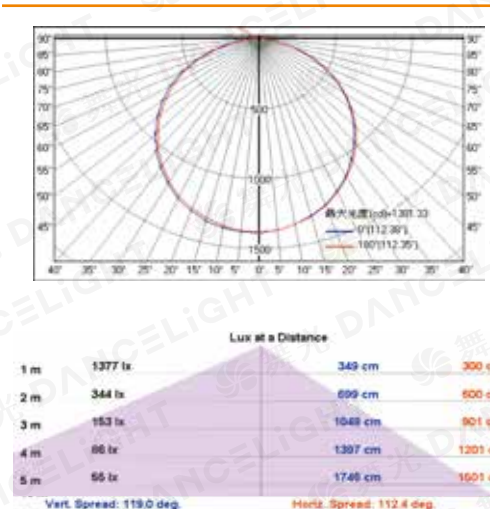 90° 90°
85° 85°
80° 80°
75° 75°
70° 70°
65° 65°
60° 60°
55° 55°
50° 50°
45° 45°
500
1000
1500
最大光度(cd)=1381.33
0°(112.38°)
180°(112.35°)
40° 35° 30° 25° 20° 15° 10° 5° 0° 5° 10° 15° 20° 25° 30° 35° 40°
Lux at a Distance
1 m 1377 lx 349 cm 300 c
2 m 344 lx 699 cm 600 c
3 m 153 lx 1048 cm 901 c
4 m 86 lx 1397 cm 1201 c
5 m 55 lx 1746 cm 1501 c
Vert. Spread: 119.0 deg. Horiz. Spread: 112.4 deg.
舞光 DANCELIGHT